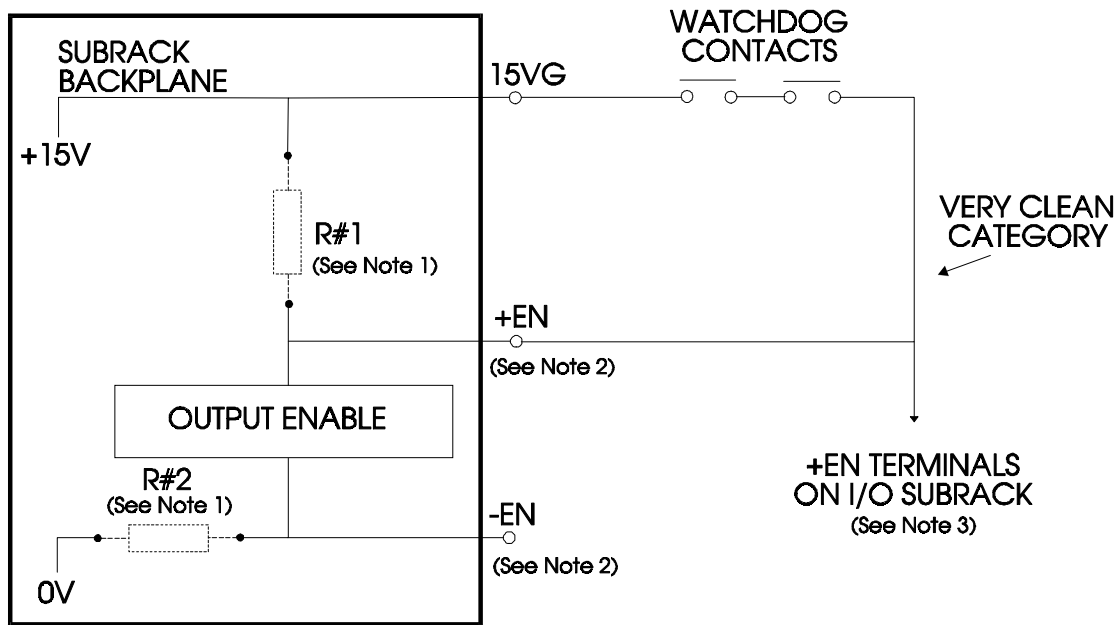 WATCHDOG
CONTACTS
SUBRACK
BACKPLANE
15VG
+15V
R#1
(See Note 1)
VERY CLEAN
CATEGORY
+EN
(See Note 2)
OUTPUT ENABLE
R#2
(See Note 1)
+EN TERMINALS
ON I/O SUBRACK
(See Note 3)
-EN
(See Note 2)
0V